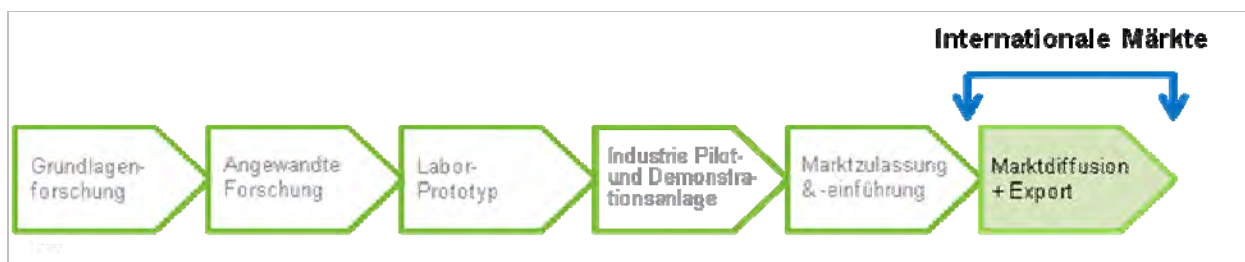 Internationale Märkte
Grundlagen-
forschung
Angewandte
Forschung
Labor-
Prototyp
Industrie Pilot-
und Demonstra-
tionsanlage
Marktzulassung
& -einführung
Marktdiffusion
+ Export